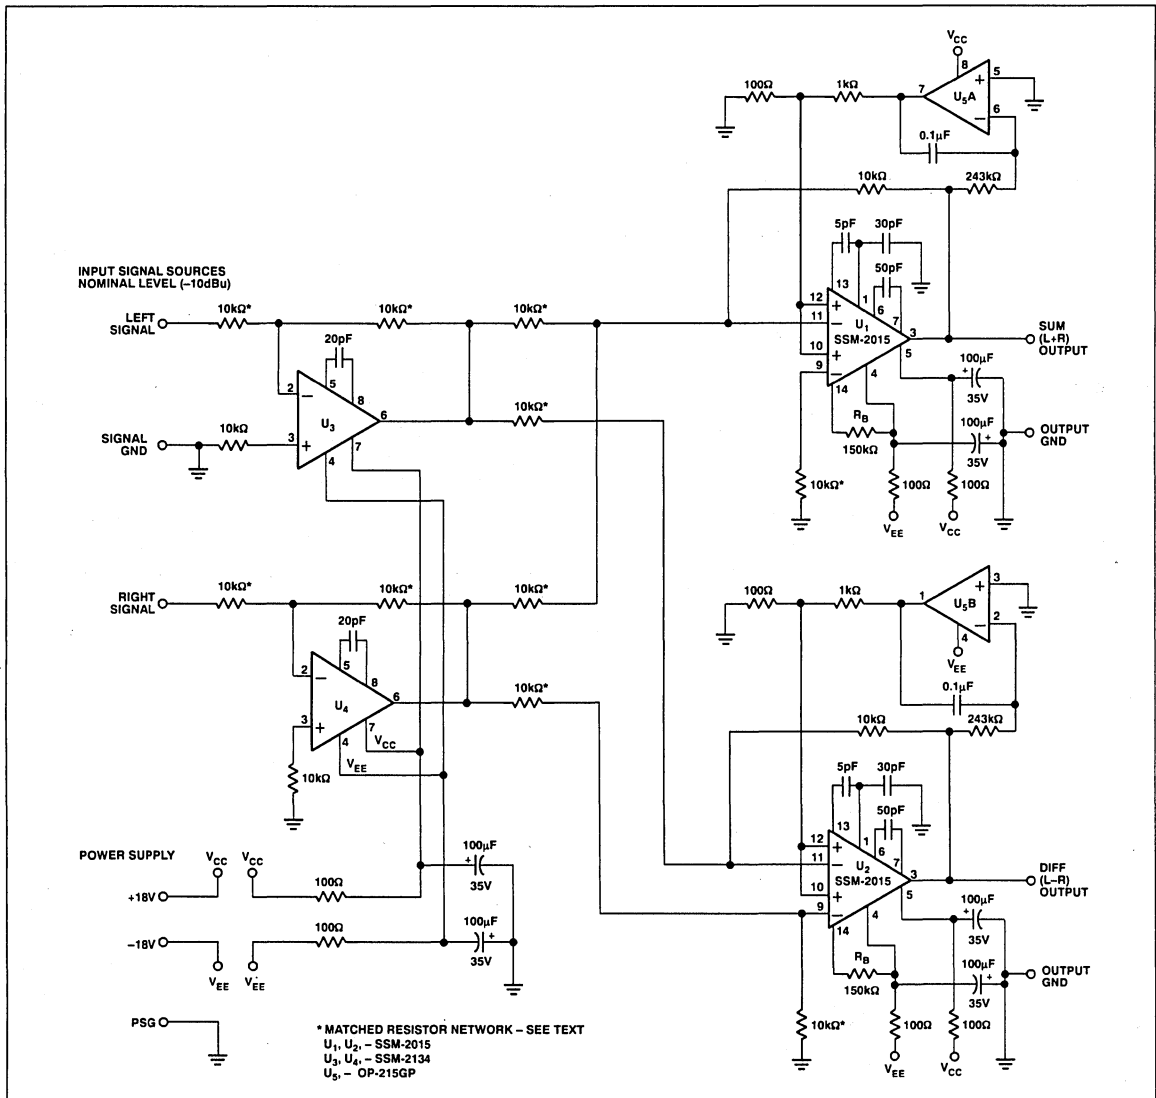 V_CC
8
100Ω
1kΩ
7
+
5
U5A
−
6
0.1μF
10kΩ
243kΩ
5pF
30pF
50pF
INPUT SIGNAL SOURCES
NOMINAL LEVEL (–10dBu)
LEFT
SIGNAL
10kΩ*
10kΩ*
10kΩ*
20pF
2
−
5
8
U3
6
3
+
7
4
10kΩ*
SIGNAL
GND
10kΩ
13
12
+
1
6
11
−
U1
7
SSM-2015
3
10
+
5
9
−
4
14
SUM
(L+R)
OUTPUT
100μF
+
35V
RB
150kΩ
100μF
+
35V
OUTPUT
GND
10kΩ*
100Ω
100Ω
VEE
VCC
RIGHT
SIGNAL
10kΩ*
10kΩ*
10kΩ*
20pF
2
−
5
8
U4
6
3
+
7
VCC
4
VEE
10kΩ
10kΩ*
100Ω
1kΩ
1
+
3
U5B
−
2
4
VEE
0.1μF
10kΩ
243kΩ
5pF
30pF
50pF
13
12
+
1
6
11
−
U2
7
SSM-2015
3
10
+
5
9
−
4
14
DIFF
(L–R)
OUTPUT
100μF
+
35V
RB
150kΩ
100μF
+
35V
OUTPUT
GND
10kΩ*
100Ω
100Ω
VEE
VCC
POWER SUPPLY
VCC
VCC
+18V
100Ω
100μF
+
35V
–18V
100Ω
100μF
+
35V
VEE
VEE
PSG
* MATCHED RESISTOR NETWORK – SEE TEXT
U1, U2, – SSM-2015
U3, U4, – SSM-2134
U5, – OP-215GP